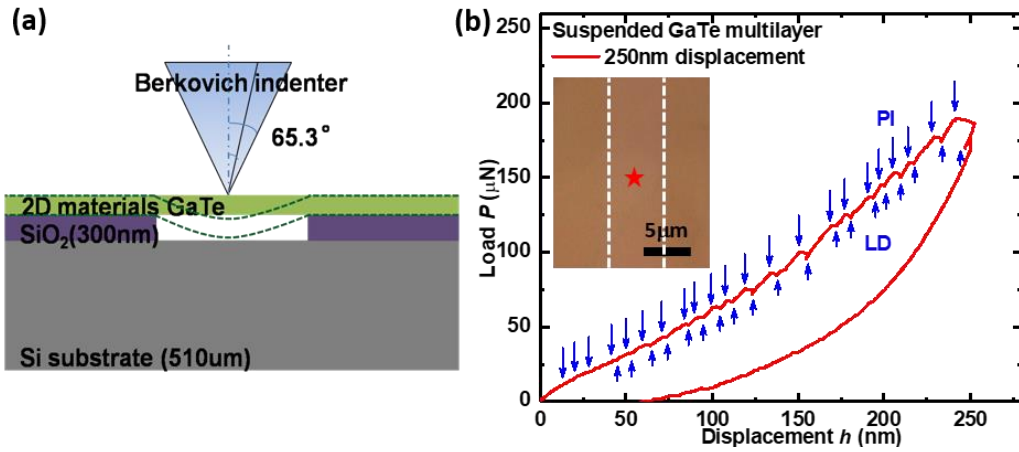 (a)
Berkovich indenter
65.3°
2D materials GaTe
SiO2(300nm)
Si substrate (510um)
(b)
Suspended GaTe multilayer
250nm displacement
5μm
PI
LD
Load P (μN)
250
200
150
100
50
0
0 50 100 150 200 250
Displacement h (nm)